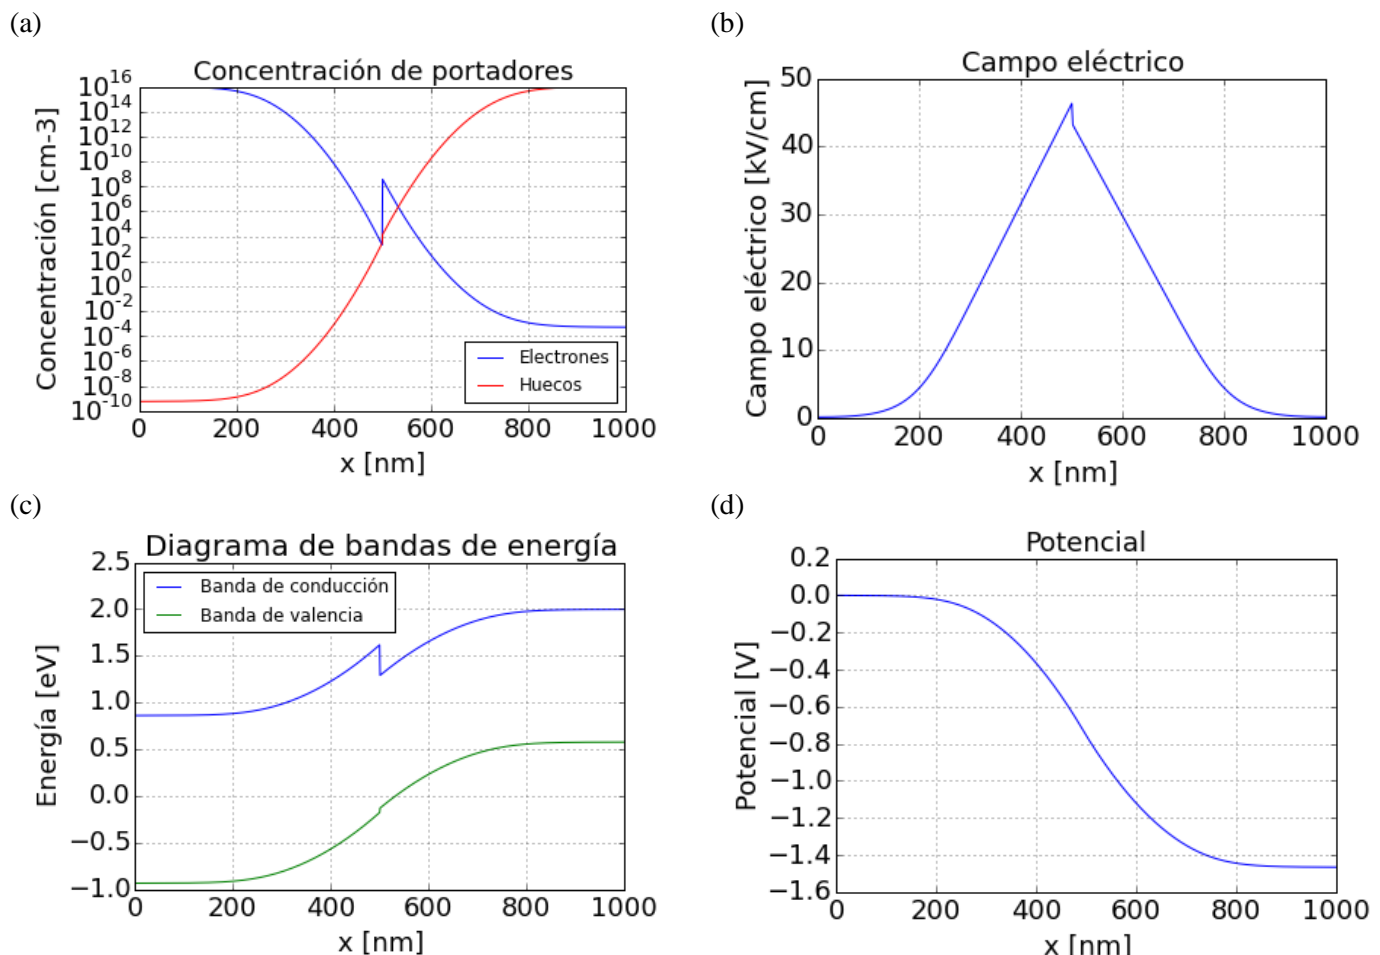 (a)
Concentración de portadores
Concentración [cm-3]
10^16
10^14
10^12
10^10
10^8
10^6
10^4
10^2
10^0
10^-2
10^-4
10^-6
10^-8
10^-10
Electrones
Huecos
0 200 400 600 800 1000
x [nm]
(b)
Campo eléctrico
Campo eléctrico [kV/cm]
50
40
30
20
10
0
0 200 400 600 800 1000
x [nm]
(c)
Diagrama de bandas de energía
Energía [eV]
2.5
2.0
1.5
1.0
0.5
0.0
−0.5
−1.0
Banda de conducción
Banda de valencia
0 200 400 600 800 1000
x [nm]
(d)
Potencial
Potencial [V]
0.2
0.0
−0.2
−0.4
−0.6
−0.8
−1.0
−1.2
−1.4
−1.6
0 200 400 600 800 1000
x [nm]